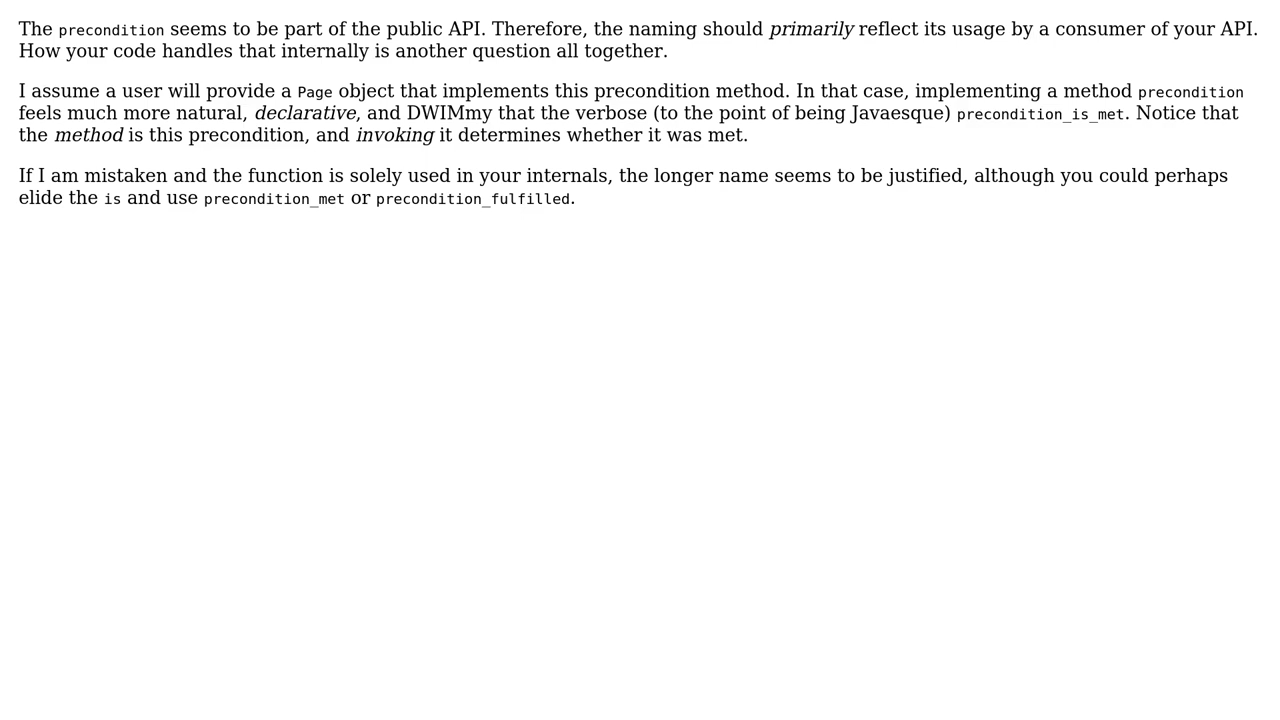 The precondition seems to be part of the public API. Therefore, the naming should primarily reflect its usage by a consumer of your API.
How your code handles that internally is another question all together.
I assume a user will provide a Page object that implements this precondition method. In that case, implementing a method precondition
feels much more natural, declarative, and DWIMmy that the verbose (to the point of being Javaesque) precondition_is_met. Notice that
the method is this precondition, and invoking it determines whether it was met.
If I am mistaken and the function is solely used in your internals, the longer name seems to be justified, although you could perhaps
elide the is and use precondition_met or precondition_fulfilled.